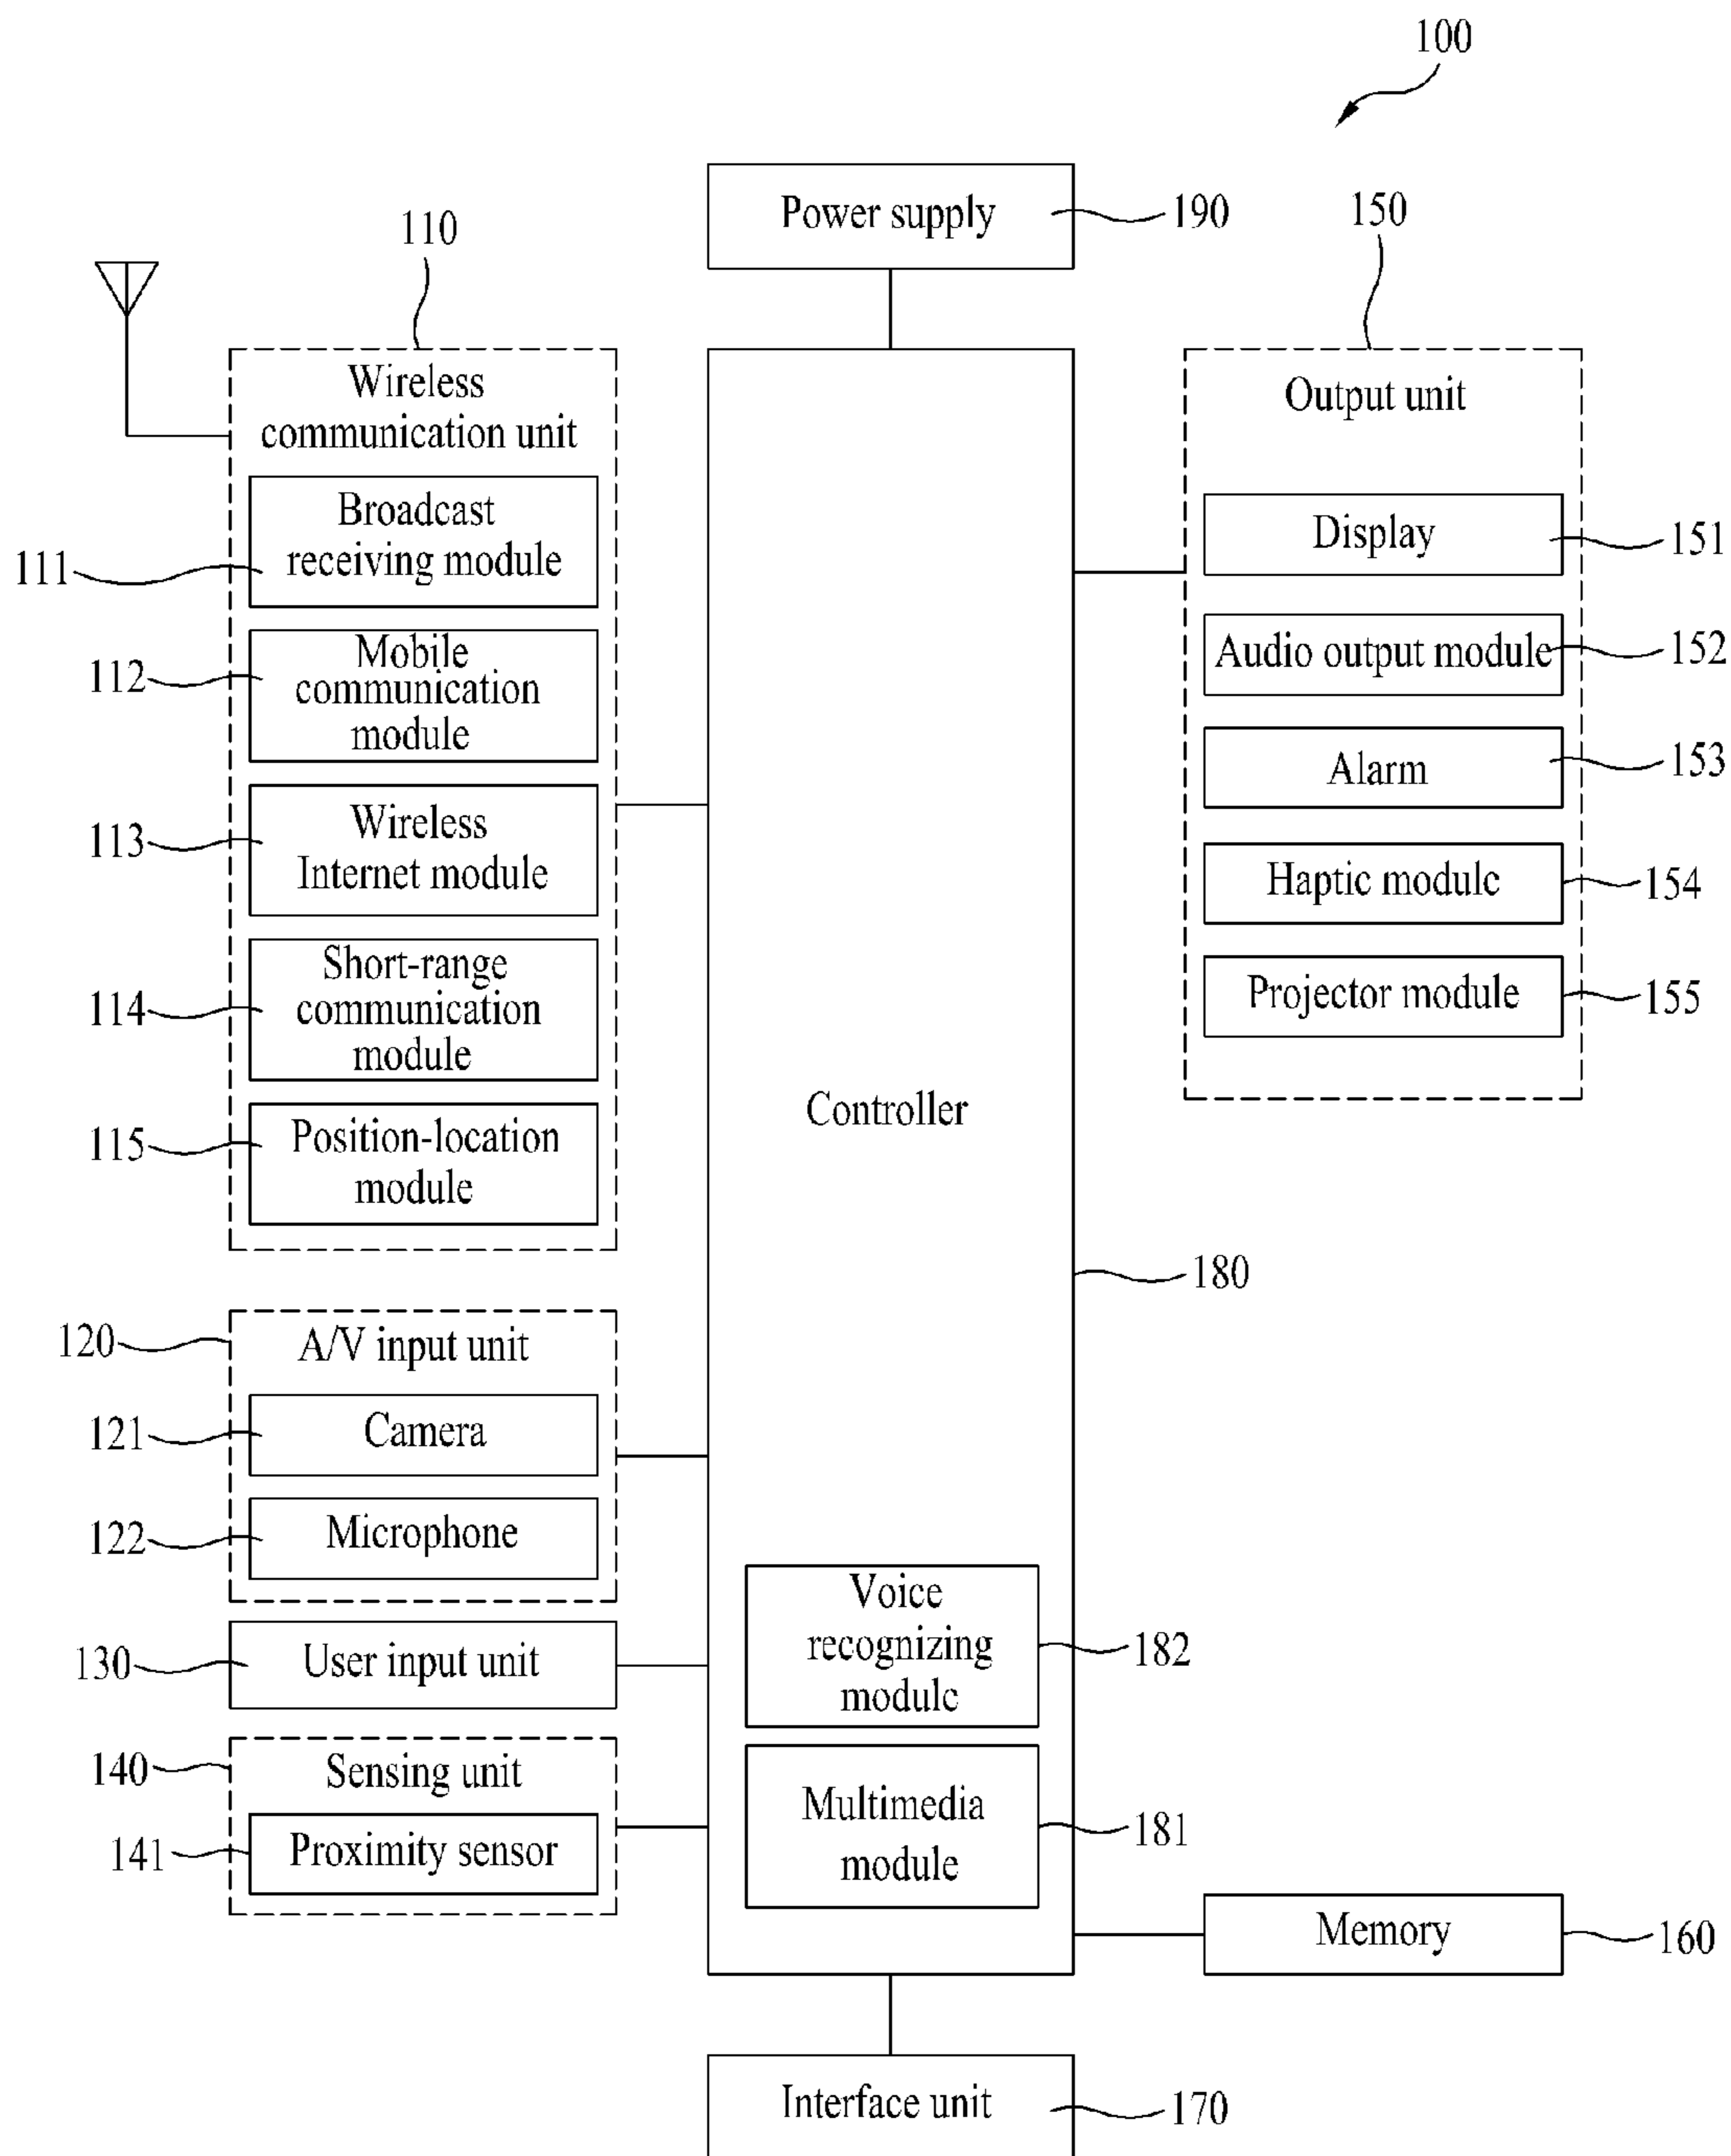 100
Power supply
190
110
150
Wireless
communication unit
Broadcast
receiving module
111
Mobile
communication
module
112
Wireless
Internet module
113
Short-range
communication
module
114
Position-location
module
115
Output unit
Display
151
Audio output module
152
Alarm
153
Haptic module
154
Projector module
155
Controller
180
120
A/V input unit
121
Camera
122
Microphone
130
User input unit
140
Sensing unit
141
Proximity sensor
Voice
recognizing
module
182
Multimedia
module
181
Memory
160
Interface unit
170